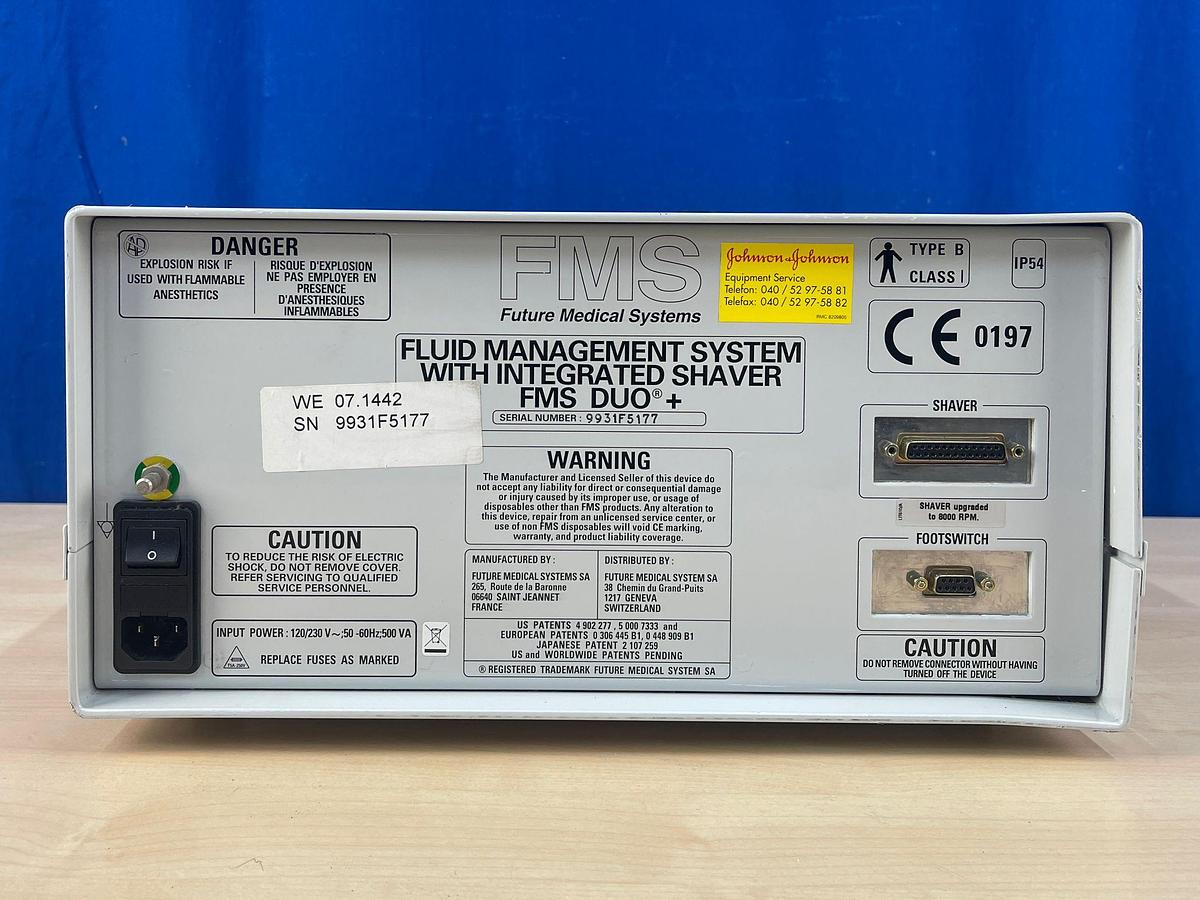 DANGER
EXPLOSION RISK IF
USED WITH FLAMMABLE
ANESTHETICS
RISQUE D'EXPLOSION
NE PAS EMPLOYER EN
PRESENCE
D'ANESTHESIQUES
INFLAMMABLES
FMS
Future Medical Systems
Johnson & Johnson
Equipment Service
Telefon: 040 / 52 97-58 81
Telefax: 040 / 52 97-58 82
TYPE B
CLASS I
IP54
CE 0197
FLUID MANAGEMENT SYSTEM
WITH INTEGRATED SHAVER
FMS DUO® +
SERIAL NUMBER : 9931F5177
WE 07.1442
SN 9931F5177
WARNING
The Manufacturer and Licensed Seller of this device do
not accept any liability for direct or consequential damage
or injury caused by its improper use, or usage of
disposables other than FMS products. Any alteration to
this device, repair from an unlicensed service center, or
use of non FMS disposables will void CE marking,
warranty, and product liability coverage.
MANUFACTURED BY :
FUTURE MEDICAL SYSTEMS SA
265, Route de la Baronne
06640 SAINT JEANNET
FRANCE
DISTRIBUTED BY :
FUTURE MEDICAL SYSTEM SA
38 Chemin du Grand-Puits
1217 GENEVA
SWITZERLAND
US PATENTS 4 902 277 , 5 000 7333 and
EUROPEAN PATENTS 0 306 445 B1, 0 448 909 B1
JAPANESE PATENT 2 107 259
US and WORLDWIDE PATENTS PENDING
® REGISTERED TRADEMARK FUTURE MEDICAL SYSTEM SA
I
O
CAUTION
TO REDUCE THE RISK OF ELECTRIC
SHOCK, DO NOT REMOVE COVER.
REFER SERVICING TO QUALIFIED
SERVICE PERSONNEL.
INPUT POWER : 120/230 V~;50 -60Hz;500 VA
REPLACE FUSES AS MARKED
SHAVER
SHAVER upgraded
to 8000 RPM.
FOOTSWITCH
CAUTION
DO NOT REMOVE CONNECTOR WITHOUT HAVING
TURNED OFF THE DEVICE